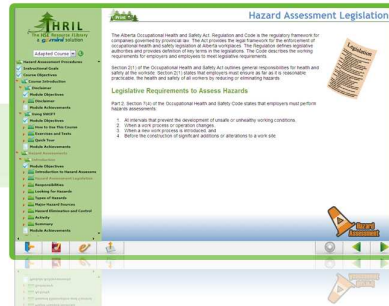 THRIL
The HSE Resource Library
a gomind solution
Adapted Course
Hazard Assessment Procedures
Instructional Goals
Course Objectives
Course Introduction
Disclaimer
Module Objectives
Disclaimer
Module Achievements
Using SWIFT
Module Objectives
How to Use This Course
Exercises and Tests
Quick Tour
Module Achievements
Hazard Assessments
Introduction
Module Objectives
Introduction to Hazard Assessments
Hazard Assessment Legislation
Responsibilities
Looking for Hazards
Types of Hazards
Major Hazard Sources
Hazard Elimination and Control
Activity
Summary
Module Achievements
Hazard Assessment Legislation
The Alberta Occupational Health and Safety Act, Regulation and Code is the regulatory framework for
companies governed by provincial law. The Act provides the legal framework for the enforcement of
occupational health and safety legislation at Alberta workplaces. The Regulation defines legislative
authorities and provides definition of key terms in the legislations. The Code describes the working
requirements for employers and employees to meet legislative requirements.
Section 2(1) of the Occupational Health and Safety Act outlines general responsibilities for health and
safety at the worksite. Section 2(1) states that employers must ensure as far as it is reasonable
practicable, the health and safety of all workers by reducing or eliminating hazards.
Legislation
Legislative Requirements to Assess Hazards
Part 2, Section 7(4) of the Occupational Health and Safety Code states that employers must perform
hazards assessments:
1. At intervals that prevent the development of unsafe or unhealthy working conditions,
2. When a work process or operation changes,
3. When a new work process is introduced, and
4. Before the construction of significant additions or alterations to a work site
Hazard
Assessment